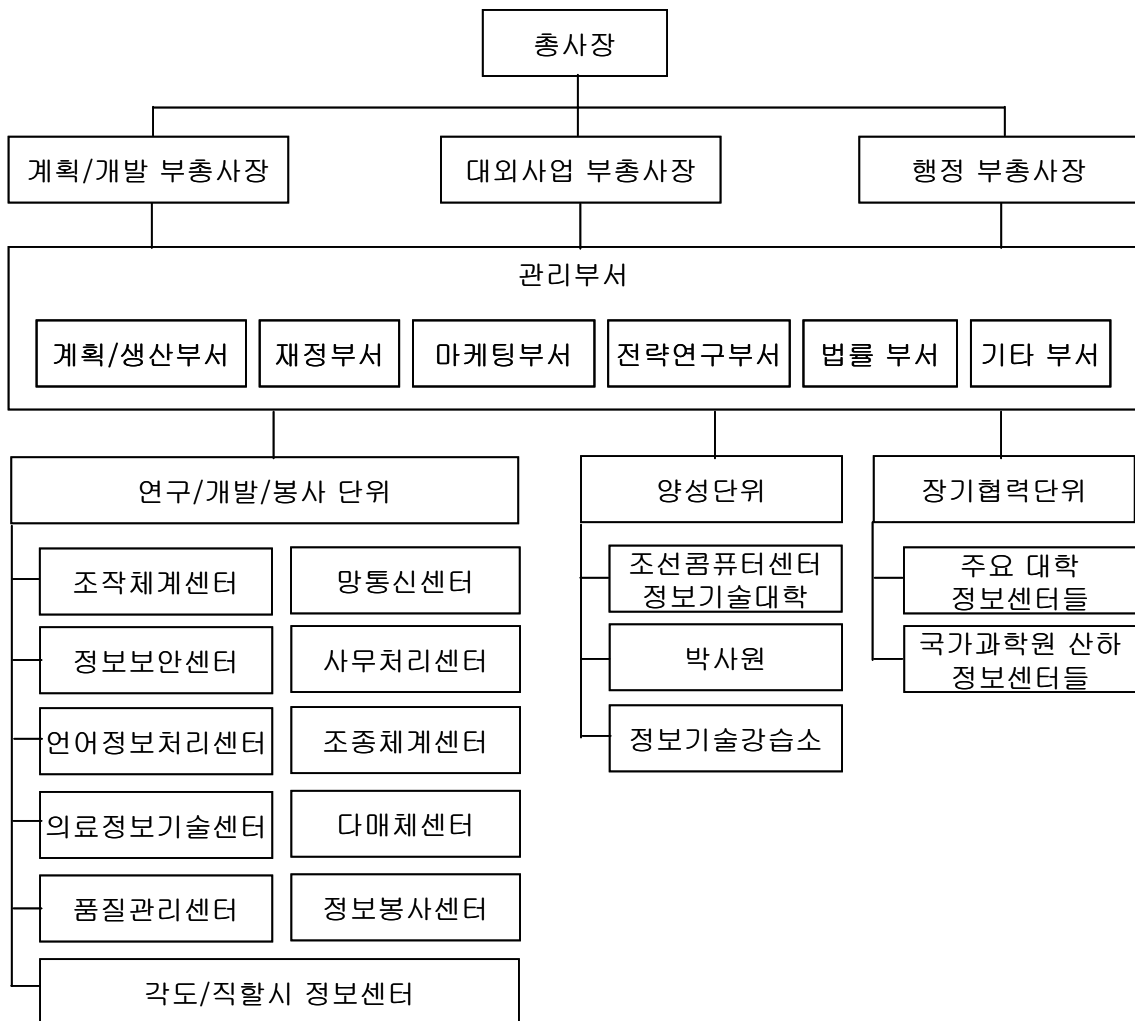 총사장
계획/개발 부총사장
대외사업 부총사장
행정 부총사장
관리부서
계획/생산부서
재정부서
마케팅부서
전략연구부서
법률 부서
기타 부서
연구/개발/봉사 단위
양성단위
장기협력단위
조작체계센터
망통신센터
정보보안센터
사무처리센터
언어정보처리센터
조종체계센터
의료정보기술센터
다매체센터
품질관리센터
정보봉사센터
각도/직할시 정보센터
조선콤퓨터센터
정보기술대학
박사원
정보기술강습소
주요 대학
정보센터들
국가과학원 산하
정보센터들